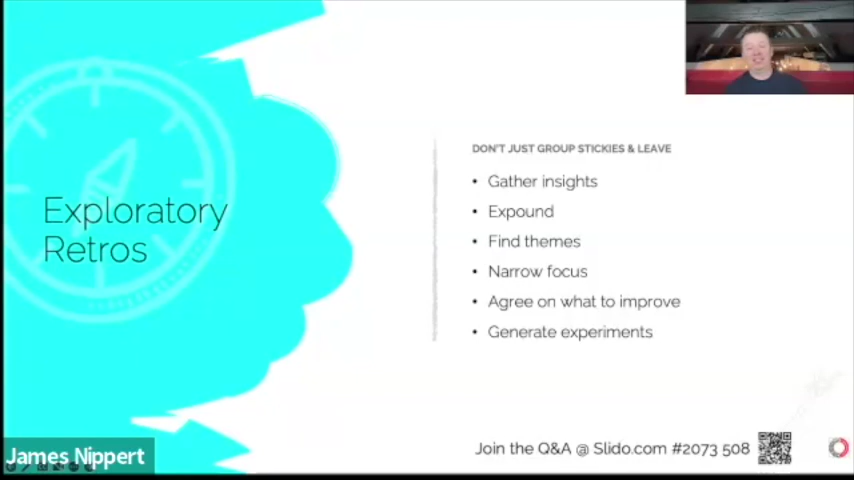 Exploratory
Retros
DON'T JUST GROUP STICKIES & LEAVE
• Gather insights
• Expound
• Find themes
• Narrow focus
• Agree on what to improve
• Generate experiments
Join the Q&A @ Slido.com #2073 508
James Nippert